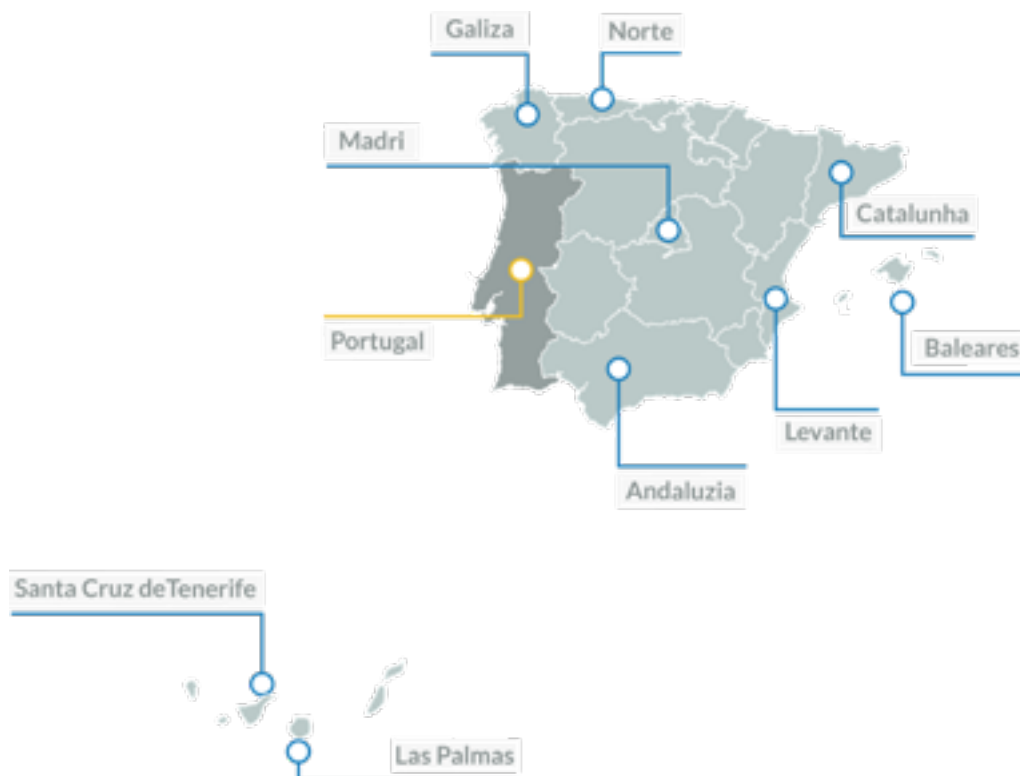 Galiza
Norte
Madri
Catalunha
Portugal
Baleares
Levante
Andaluzia
Santa Cruz deTenerife
Las Palmas